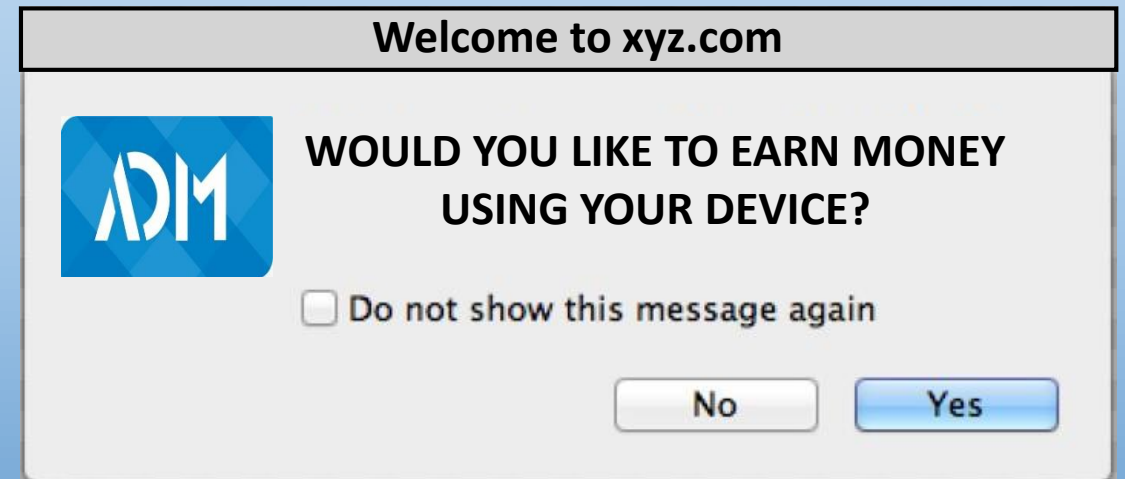 Welcome to xyz.com
ADM
WOULD YOU LIKE TO EARN MONEY
USING YOUR DEVICE?
Do not show this message again
No
Yes